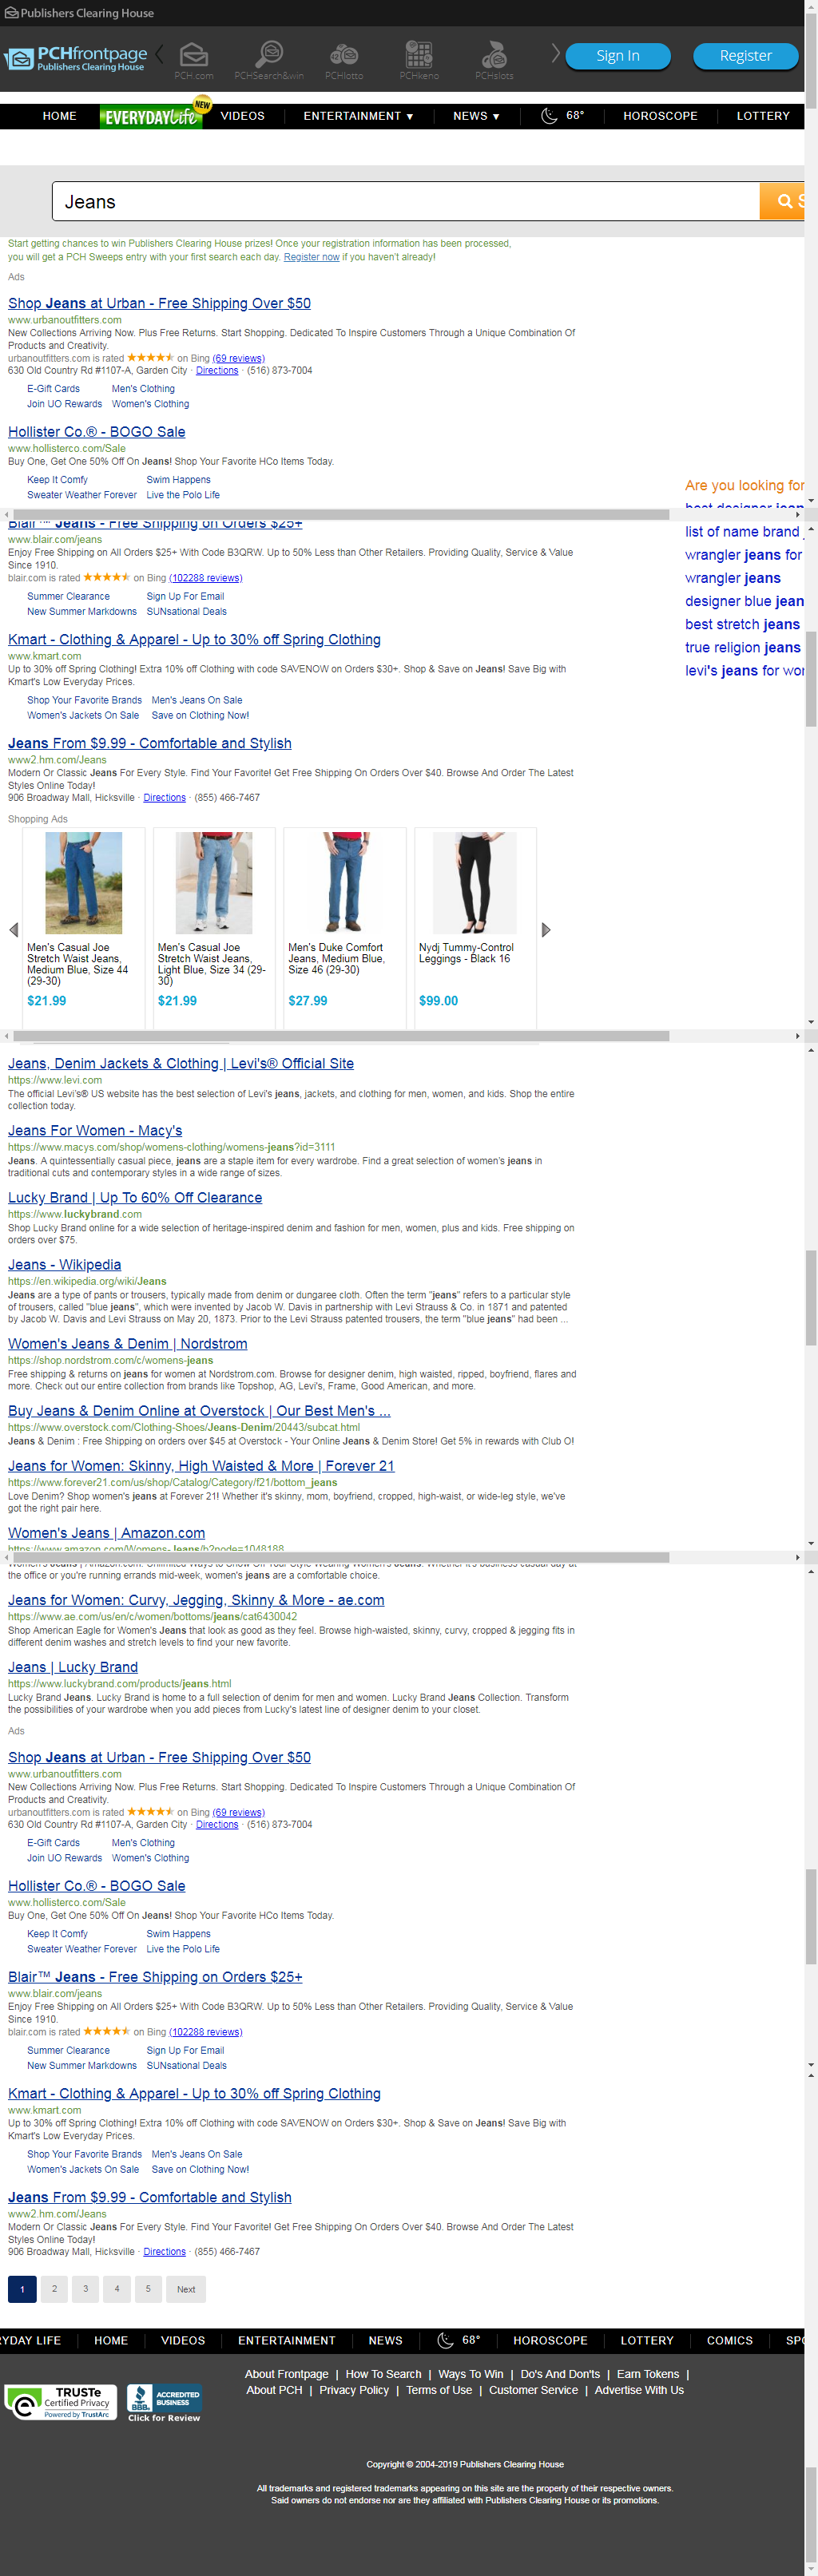 Publishers Clearing House
PCHfrontpage
Publishers Clearing House
PCH.com
PCHSearch&win
PCHlotto
PCHkeno
PCHslots
Sign In
Register
HOME
EVERYDAY Life
NEW
VIDEOS
ENTERTAINMENT ▼
NEWS ▼
68°
HOROSCOPE
LOTTERY
Jeans
Start getting chances to win Publishers Clearing House prizes! Once your registration information has been processed,
you will get a PCH Sweeps entry with your first search each day. Register now if you haven't already!
Ads
Shop Jeans at Urban - Free Shipping Over $50
www.urbanoutfitters.com
New Collections Arriving Now. Plus Free Returns. Start Shopping. Dedicated To Inspire Customers Through a Unique Combination Of
Products and Creativity.
urbanoutfitters.com is rated ★★★★★ on Bing (69 reviews)
630 Old Country Rd #1107-A, Garden City · Directions · (516) 873-7004
E-Gift Cards Men's Clothing
Join UO Rewards Women's Clothing
Hollister Co.® - BOGO Sale
www.hollisterco.com/Sale
Buy One, Get One 50% Off On Jeans! Shop Your Favorite HCo Items Today.
Keep It Comfy Swim Happens
Sweater Weather Forever Live the Polo Life
Are you looking for
best designer jean
Blair™ Jeans - Free Shipping on Orders $25+
www.blair.com/jeans
Enjoy Free Shipping on All Orders $25+ With Code B3QRW. Up to 50% Less than Other Retailers. Providing Quality, Service & Value
Since 1910.
blair.com is rated ★★★★★ on Bing (102288 reviews)
Summer Clearance Sign Up For Email
New Summer Markdowns SUNsational Deals
list of name brand
wrangler jeans for
wrangler jeans
designer blue jean
best stretch jeans
true religion jeans
levi's jeans for wo
Kmart - Clothing & Apparel - Up to 30% off Spring Clothing
www.kmart.com
Up to 30% off Spring Clothing! Extra 10% off Clothing with code SAVENOW on Orders $30+. Shop & Save on Jeans! Save Big with
Kmart's Low Everyday Prices.
Shop Your Favorite Brands Men's Jeans On Sale
Women's Jackets On Sale Save on Clothing Now!
Jeans From $9.99 - Comfortable and Stylish
www2.hm.com/Jeans
Modern Or Classic Jeans For Every Style. Find Your Favorite! Get Free Shipping On Orders Over $40. Browse And Order The Latest
Styles Online Today!
906 Broadway Mall, Hicksville · Directions · (855) 466-7467
Shopping Ads
Men's Casual Joe
Stretch Waist Jeans,
Medium Blue, Size 44
(29-30)
$21.99
Men's Casual Joe
Stretch Waist Jeans,
Light Blue, Size 34 (29-
30)
$21.99
Men's Duke Comfort
Jeans, Medium Blue,
Size 46 (29-30)
$27.99
Nydj Tummy-Control
Leggings - Black 16
$99.00
Jeans, Denim Jackets & Clothing | Levi's® Official Site
https://www.levi.com
The official Levi's® US website has the best selection of Levi's jeans, jackets, and clothing for men, women, and kids. Shop the entire
collection today.
Jeans For Women - Macy's
https://www.macys.com/shop/womens-clothing/womens-jeans?id=3111
Jeans. A quintessentially casual piece, jeans are a staple item for every wardrobe. Find a great selection of women's jeans in
traditional cuts and contemporary styles in a wide range of sizes.
Lucky Brand | Up To 60% Off Clearance
https://www.luckybrand.com
Shop Lucky Brand online for a wide selection of heritage-inspired denim and fashion for men, women, plus and kids. Free shipping on
orders over $75.
Jeans - Wikipedia
https://en.wikipedia.org/wiki/Jeans
Jeans are a type of pants or trousers, typically made from denim or dungaree cloth. Often the term "jeans" refers to a particular style
of trousers, called "blue jeans", which were invented by Jacob W. Davis in partnership with Levi Strauss & Co. in 1871 and patented
by Jacob W. Davis and Levi Strauss on May 20, 1873. Prior to the Levi Strauss patented trousers, the term "blue jeans" had been ...
Women's Jeans & Denim | Nordstrom
https://shop.nordstrom.com/c/womens-jeans
Free shipping & returns on jeans for women at Nordstrom.com. Browse for designer denim, high waisted, ripped, boyfriend, flares and
more. Check out our entire collection from brands like Topshop, AG, Levi's, Frame, Good American, and more.
Buy Jeans & Denim Online at Overstock | Our Best Men's ...
https://www.overstock.com/Clothing-Shoes/Jeans-Denim/20443/subcat.html
Jeans & Denim : Free Shipping on orders over $45 at Overstock - Your Online Jeans & Denim Store! Get 5% in rewards with Club O!
Jeans for Women: Skinny, High Waisted & More | Forever 21
https://www.forever21.com/us/shop/Catalog/Category/f21/bottom_jeans
Love Denim? Shop women's jeans at Forever 21! Whether it's skinny, mom, boyfriend, cropped, high-waist, or wide-leg style, we've
got the right pair here.
Women's Jeans | Amazon.com
https://www.amazon.com/Womens-Jeans/b?node=1048188
Women's Jeans | Amazon.com. Unlimited Ways to Show Off Your Style Wearing Women's Jeans. Whether it's business casual day at
the office or you're running errands mid-week, women's jeans are a comfortable choice.
Jeans for Women: Curvy, Jegging, Skinny & More - ae.com
https://www.ae.com/us/en/c/women/bottoms/jeans/cat6430042
Shop American Eagle for Women's Jeans that look as good as they feel. Browse high-waisted, skinny, curvy, cropped & jegging fits in
different denim washes and stretch levels to find your new favorite.
Jeans | Lucky Brand
https://www.luckybrand.com/products/jeans.html
Lucky Brand Jeans. Lucky Brand is home to a full selection of denim for men and women. Lucky Brand Jeans Collection. Transform
the possibilities of your wardrobe when you add pieces from Lucky's latest line of designer denim to your closet.
Ads
Shop Jeans at Urban - Free Shipping Over $50
www.urbanoutfitters.com
New Collections Arriving Now. Plus Free Returns. Start Shopping. Dedicated To Inspire Customers Through a Unique Combination Of
Products and Creativity.
urbanoutfitters.com is rated ★★★★★ on Bing (69 reviews)
630 Old Country Rd #1107-A, Garden City · Directions · (516) 873-7004
E-Gift Cards Men's Clothing
Join UO Rewards Women's Clothing
Hollister Co.® - BOGO Sale
www.hollisterco.com/Sale
Buy One, Get One 50% Off On Jeans! Shop Your Favorite HCo Items Today.
Keep It Comfy Swim Happens
Sweater Weather Forever Live the Polo Life
Blair™ Jeans - Free Shipping on Orders $25+
www.blair.com/jeans
Enjoy Free Shipping on All Orders $25+ With Code B3QRW. Up to 50% Less than Other Retailers. Providing Quality, Service & Value
Since 1910.
blair.com is rated ★★★★★ on Bing (102288 reviews)
Summer Clearance Sign Up For Email
New Summer Markdowns SUNsational Deals
Kmart - Clothing & Apparel - Up to 30% off Spring Clothing
www.kmart.com
Up to 30% off Spring Clothing! Extra 10% off Clothing with code SAVENOW on Orders $30+. Shop & Save on Jeans! Save Big with
Kmart's Low Everyday Prices.
Shop Your Favorite Brands Men's Jeans On Sale
Women's Jackets On Sale Save on Clothing Now!
Jeans From $9.99 - Comfortable and Stylish
www2.hm.com/Jeans
Modern Or Classic Jeans For Every Style. Find Your Favorite! Get Free Shipping On Orders Over $40. Browse And Order The Latest
Styles Online Today!
906 Broadway Mall, Hicksville · Directions · (855) 466-7467
1 2 3 4 5 Next
RYDAY LIFE HOME VIDEOS ENTERTAINMENT NEWS 68° HOROSCOPE LOTTERY COMICS SPO
TRUSTe
Certified Privacy
Powered by TrustArc
BBB
ACCREDITED
BUSINESS
Click for Review
About Frontpage | How To Search | Ways To Win | Do's And Don'ts | Earn Tokens |
About PCH | Privacy Policy | Terms of Use | Customer Service | Advertise With Us
Copyright © 2004-2019 Publishers Clearing House
All trademarks and registered trademarks appearing on this site are the property of their respective owners.
Said owners do not endorse nor are they affiliated with Publishers Clearing House or its promotions.